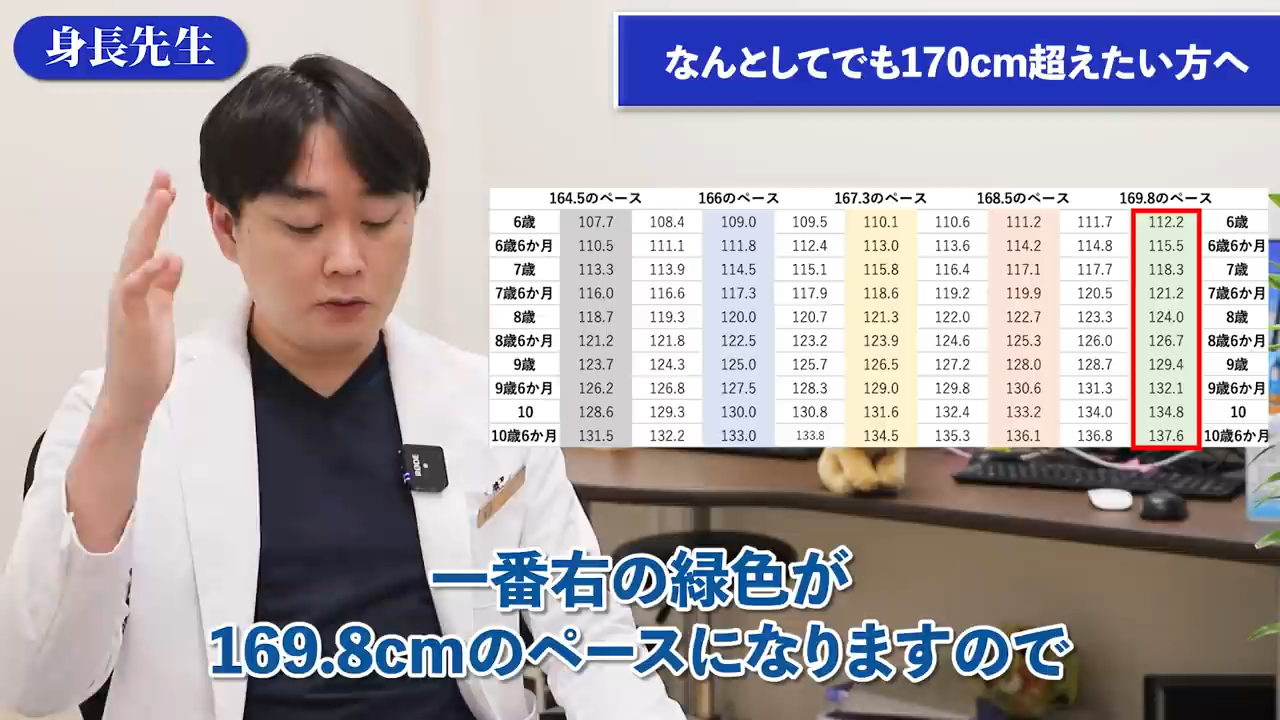 身長先生
なんとしてでも170cm超えたい方へ
164.5のペース 166のペース 167.3のペース 168.5のペース 169.8のペース
6歳 107.7 108.4 109.0 109.5 110.1 110.6 111.2 111.7 112.2 6歳
6歳6か月 110.5 111.1 111.8 112.4 113.0 113.6 114.2 114.8 115.5 6歳6か月
7歳 113.3 113.9 114.5 115.1 115.8 116.4 117.1 117.7 118.3 7歳
7歳6か月 116.0 116.6 117.3 117.9 118.6 119.2 119.9 120.5 121.2 7歳6か月
8歳 118.7 119.3 120.0 120.7 121.3 122.0 122.7 123.3 124.0 8歳
8歳6か月 121.2 121.8 122.5 123.2 123.9 124.6 125.3 126.0 126.7 8歳6か月
9歳 123.7 124.3 125.0 125.7 126.5 127.2 128.0 128.7 129.4 9歳
9歳6か月 126.2 126.8 127.5 128.3 129.0 129.8 130.6 131.3 132.1 9歳6か月
10 128.6 129.3 130.0 130.8 131.6 132.4 133.2 134.0 134.8 10
10歳6か月 131.5 132.2 133.0 133.8 134.5 135.3 136.1 136.8 137.6 10歳6か月
RODE
一番右の緑色が
169.8cmのペースになりますので